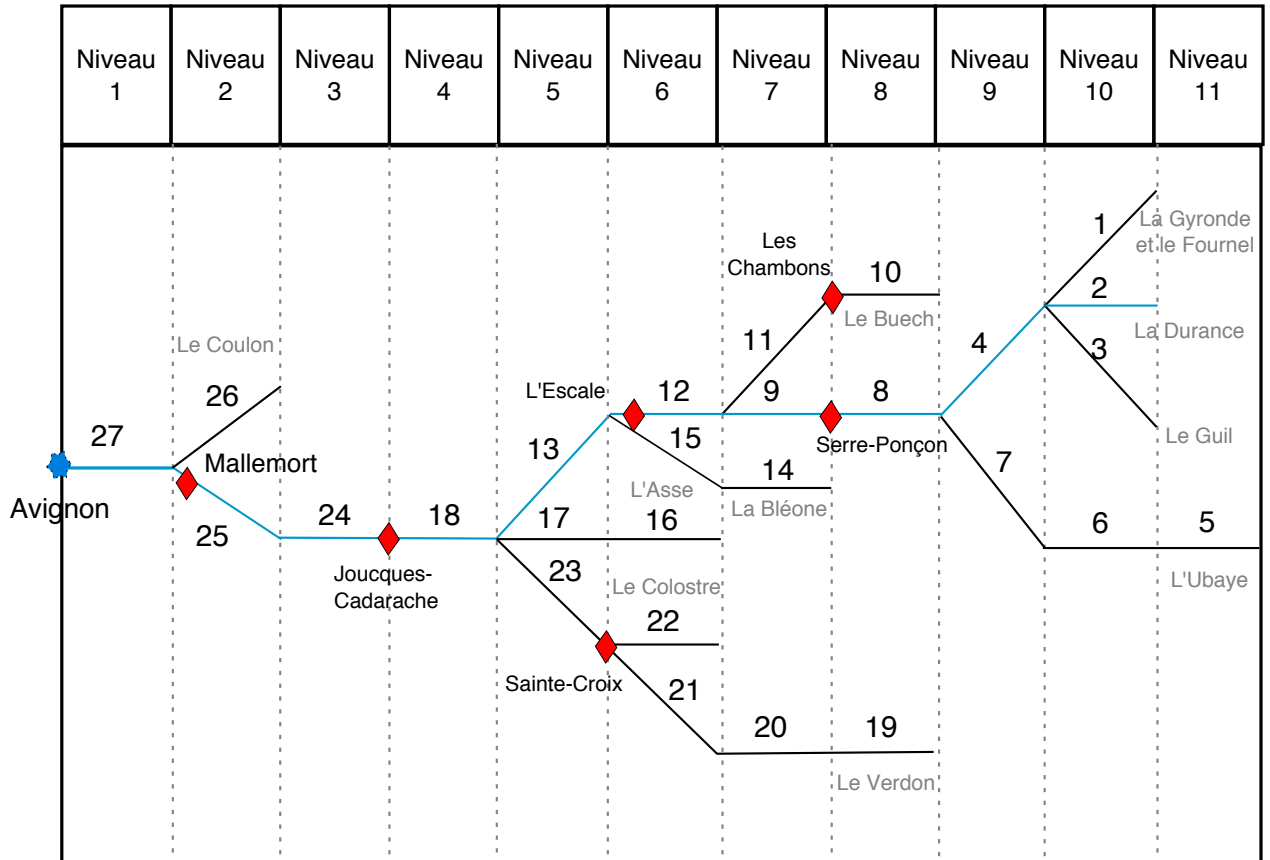 Niveau 1
Niveau 2
Niveau 3
Niveau 4
Niveau 5
Niveau 6
Niveau 7
Niveau 8
Niveau 9
Niveau 10
Niveau 11
1
La Gyronde
et le Fournel
Les
Chambons
10
2
Le Buech
La Durance
11
4
3
Le Coulon
26
L'Escale
12
9
8
27
13
15
Serre-Ponçon
Le Guil
Mallemort
7
14
Avignon
L'Asse
La Bléone
25
24
18
17
16
6
5
Joucques-
Cadarache
23
Le Colostre
L'Ubaye
22
Sainte-Croix
21
20
19
Le Verdon